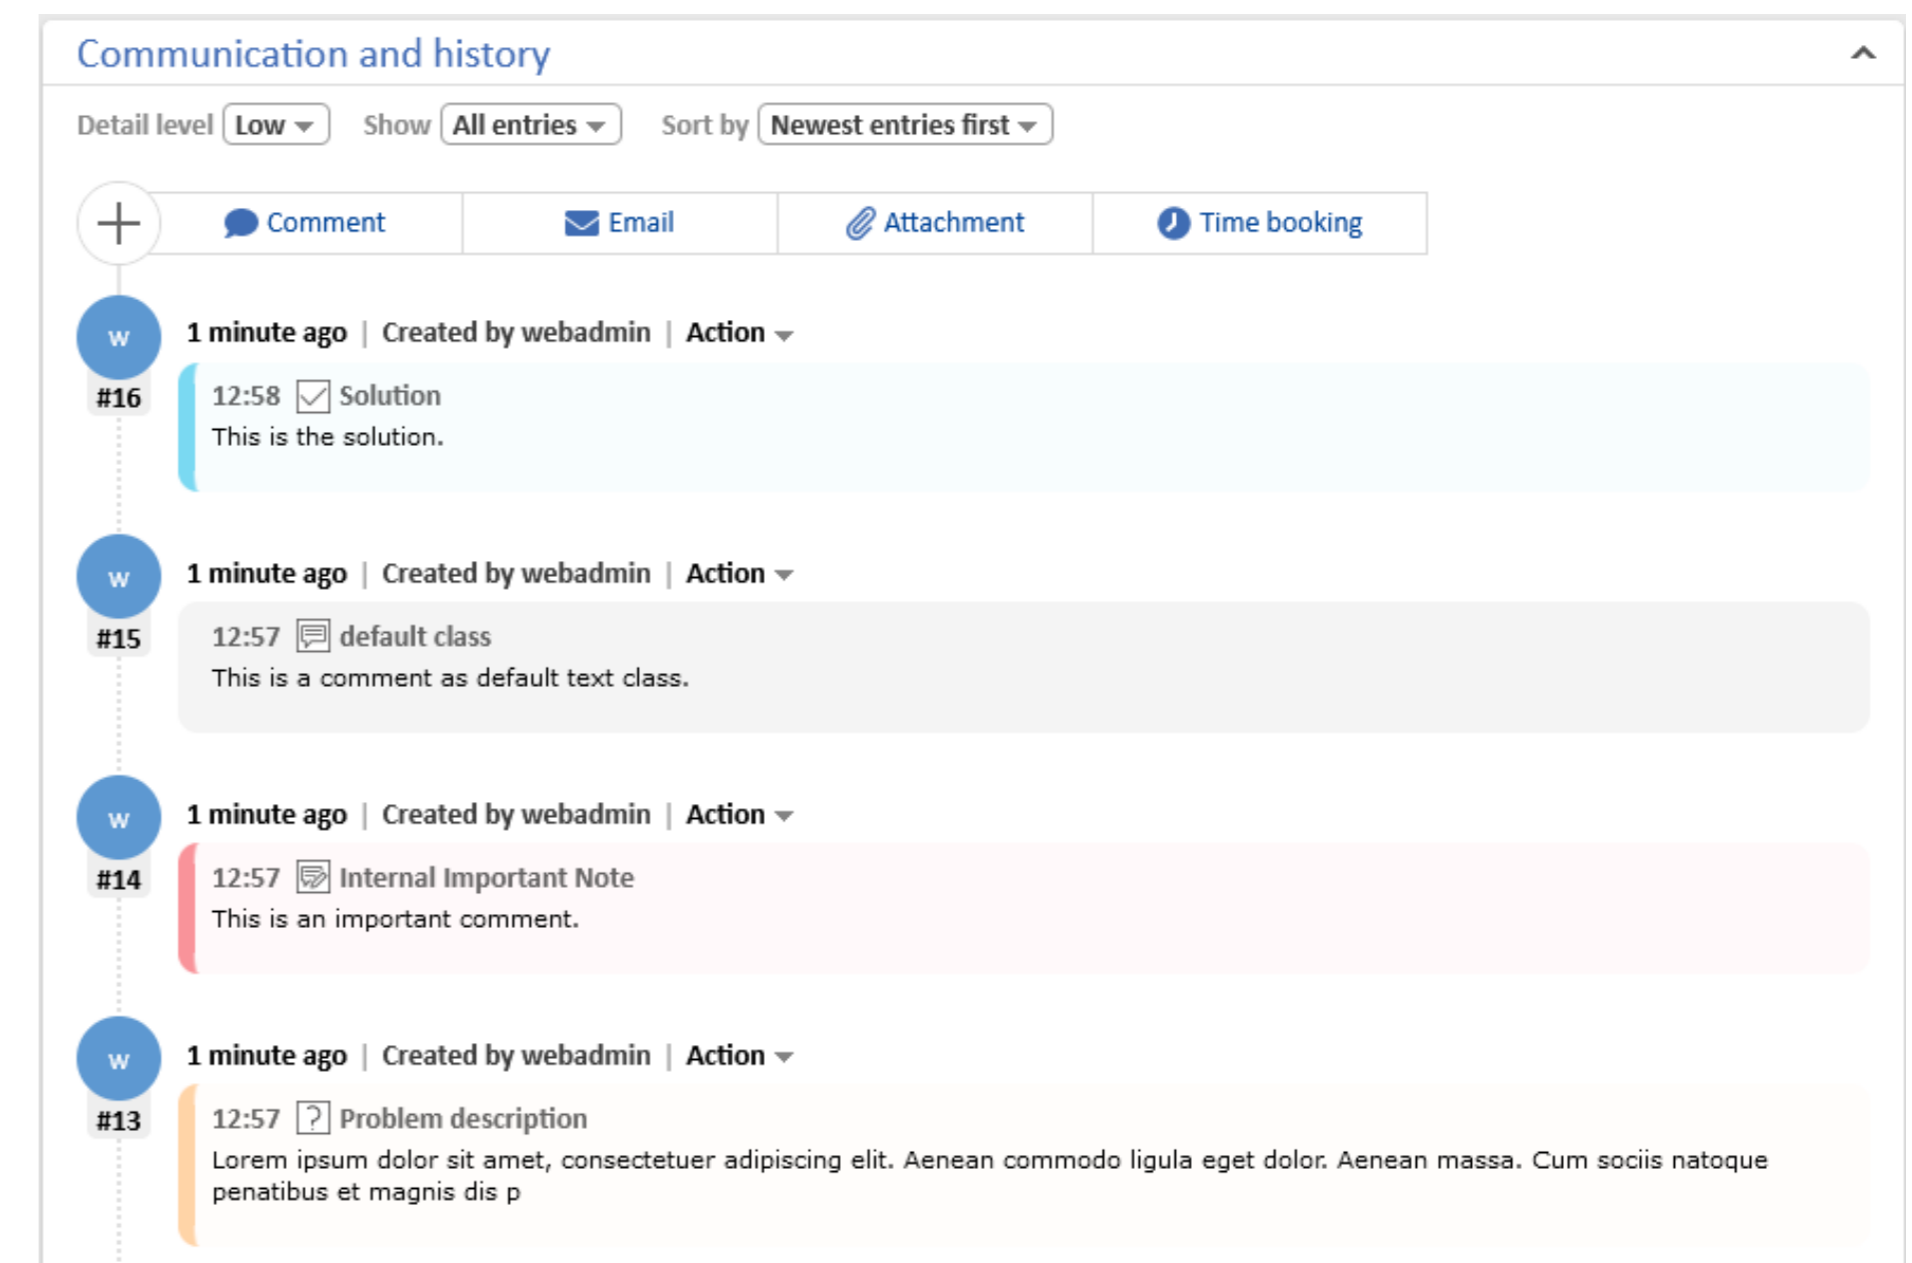 Communication and history
Detail level Low Show All entries Sort by Newest entries first
Comment Email Attachment Time booking
w 1 minute ago | Created by webadmin | Action
#16 12:58 Solution
This is the solution.
w 1 minute ago | Created by webadmin | Action
#15 12:57 default class
This is a comment as default text class.
w 1 minute ago | Created by webadmin | Action
#14 12:57 Internal Important Note
This is an important comment.
w 1 minute ago | Created by webadmin | Action
#13 12:57 ? Problem description
Lorem ipsum dolor sit amet, consectetuer adipiscing elit. Aenean commodo ligula eget dolor. Aenean massa. Cum sociis natoque
penatibus et magnis dis p